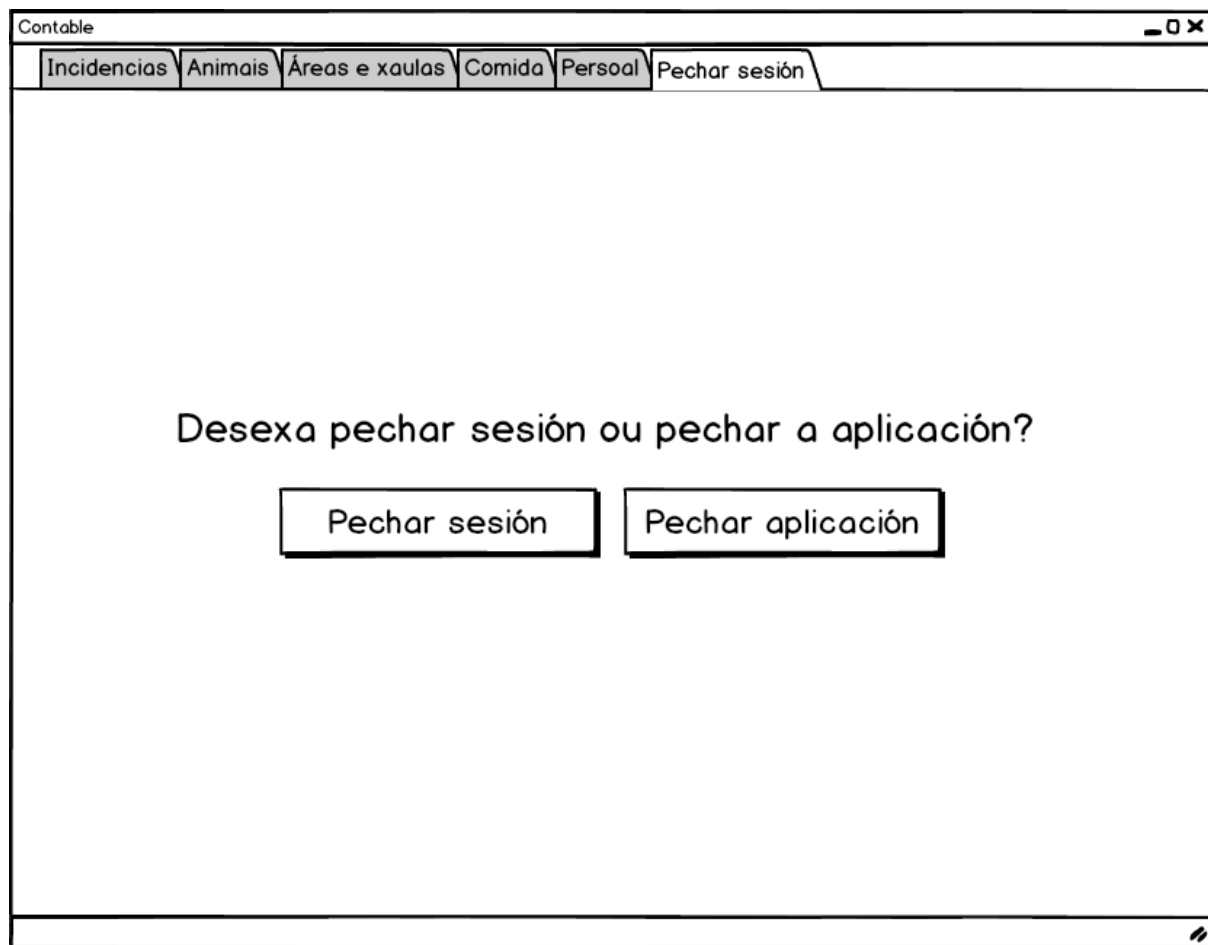 Contable
Incidencias Animais Áreas e xaulas Comida Persoal Pechar sesión
Desexa pechar sesión ou pechar a aplicación?
Pechar sesión Pechar aplicación